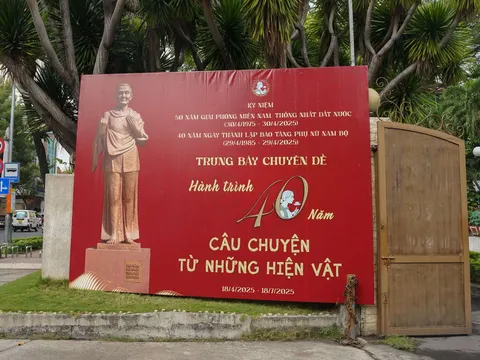 KỶ NIỆM
50 NĂM GIẢI PHÓNG MIỀN NAM, THỐNG NHẤT ĐẤT NƯỚC
(30/4/1975 - 30/4/2025)
40 NĂM NGÀY THÀNH LẬP BẢO TÀNG PHỤ NỮ NAM BỘ
(29/4/1985 - 29/4/2025)
TRƯNG BÀY CHUYÊN ĐỀ
Hành trình
40 Năm
CÂU CHUYỆN
TỪ NHỮNG HIỆN VẬT
18/4/2025 - 18/7/2025